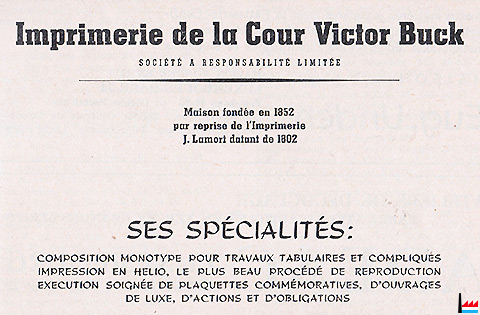 Imprimerie de la Cour Victor Buck
SOCIÉTÉ A RESPONSABILITÉ LIMITÉE
Maison fondée en 1852
par reprise de l'Imprimerie
J. Lamort datant de 1802
SES SPÉCIALITÉS:
COMPOSITION MONOTYPE POUR TRAVAUX TABULAIRES ET COMPLIQUÉS
IMPRESSION EN HELIO, LE PLUS BEAU PROCÉDÉ DE REPRODUCTION
EXECUTION SOIGNÉE DE PLAQUETTES COMMÉMORATIVES, D'OUVRAGES
DE LUXE, D'ACTIONS ET D'OBLIGATIONS